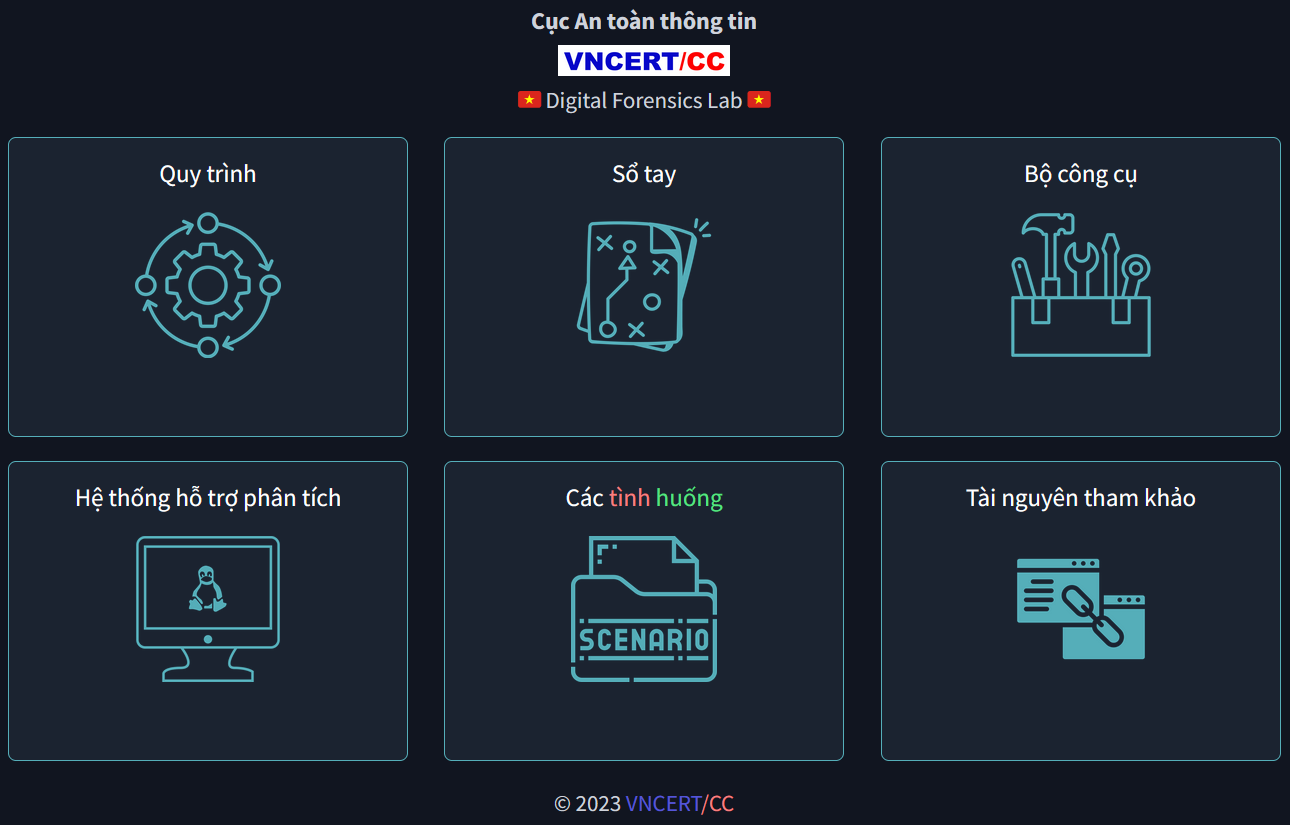 Cục An toàn thông tin
VNCERT/CC
Digital Forensics Lab
Quy trình
Sổ tay
Bộ công cụ
Hệ thống hỗ trợ phân tích
Các tình huống
SCENARIO
Tài nguyên tham khảo
© 2023 VNCERT/CC